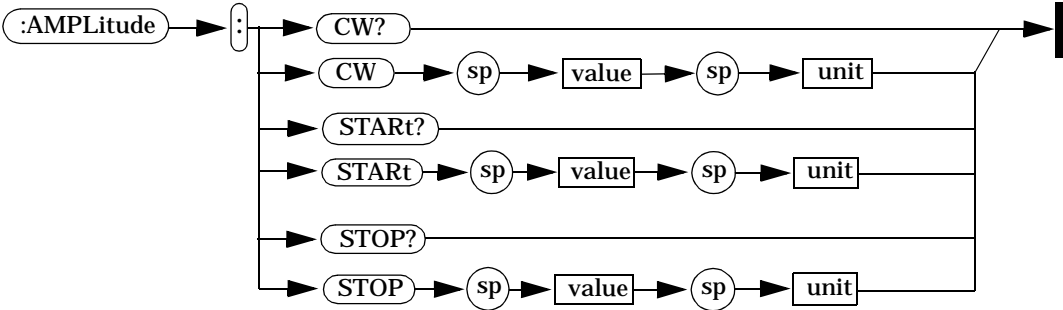 :AMPLitude : CW?
CW sp value sp unit
STARt?
STARt sp value sp unit
STOP?
STOP sp value sp unit